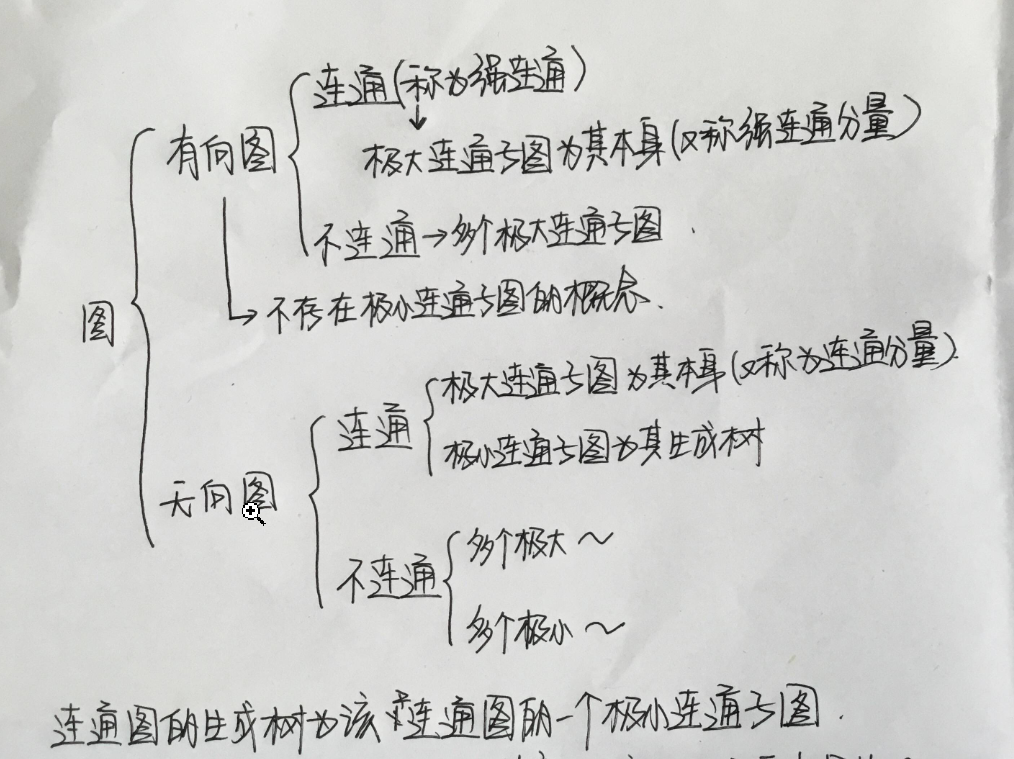 连通(称为强连通)
有向图
极大连通子图为其本身(又称强连通分量)
不连通→多个极大连通子图.
不存在极小连通子图的概念.
图
极大连通子图为其本身(又称为连通分量).
连通
极小连通子图为其生成树
无向图
多个极大~
不连通
多个极小~
连通图的生成树为该连通图的一个极小连通子图.